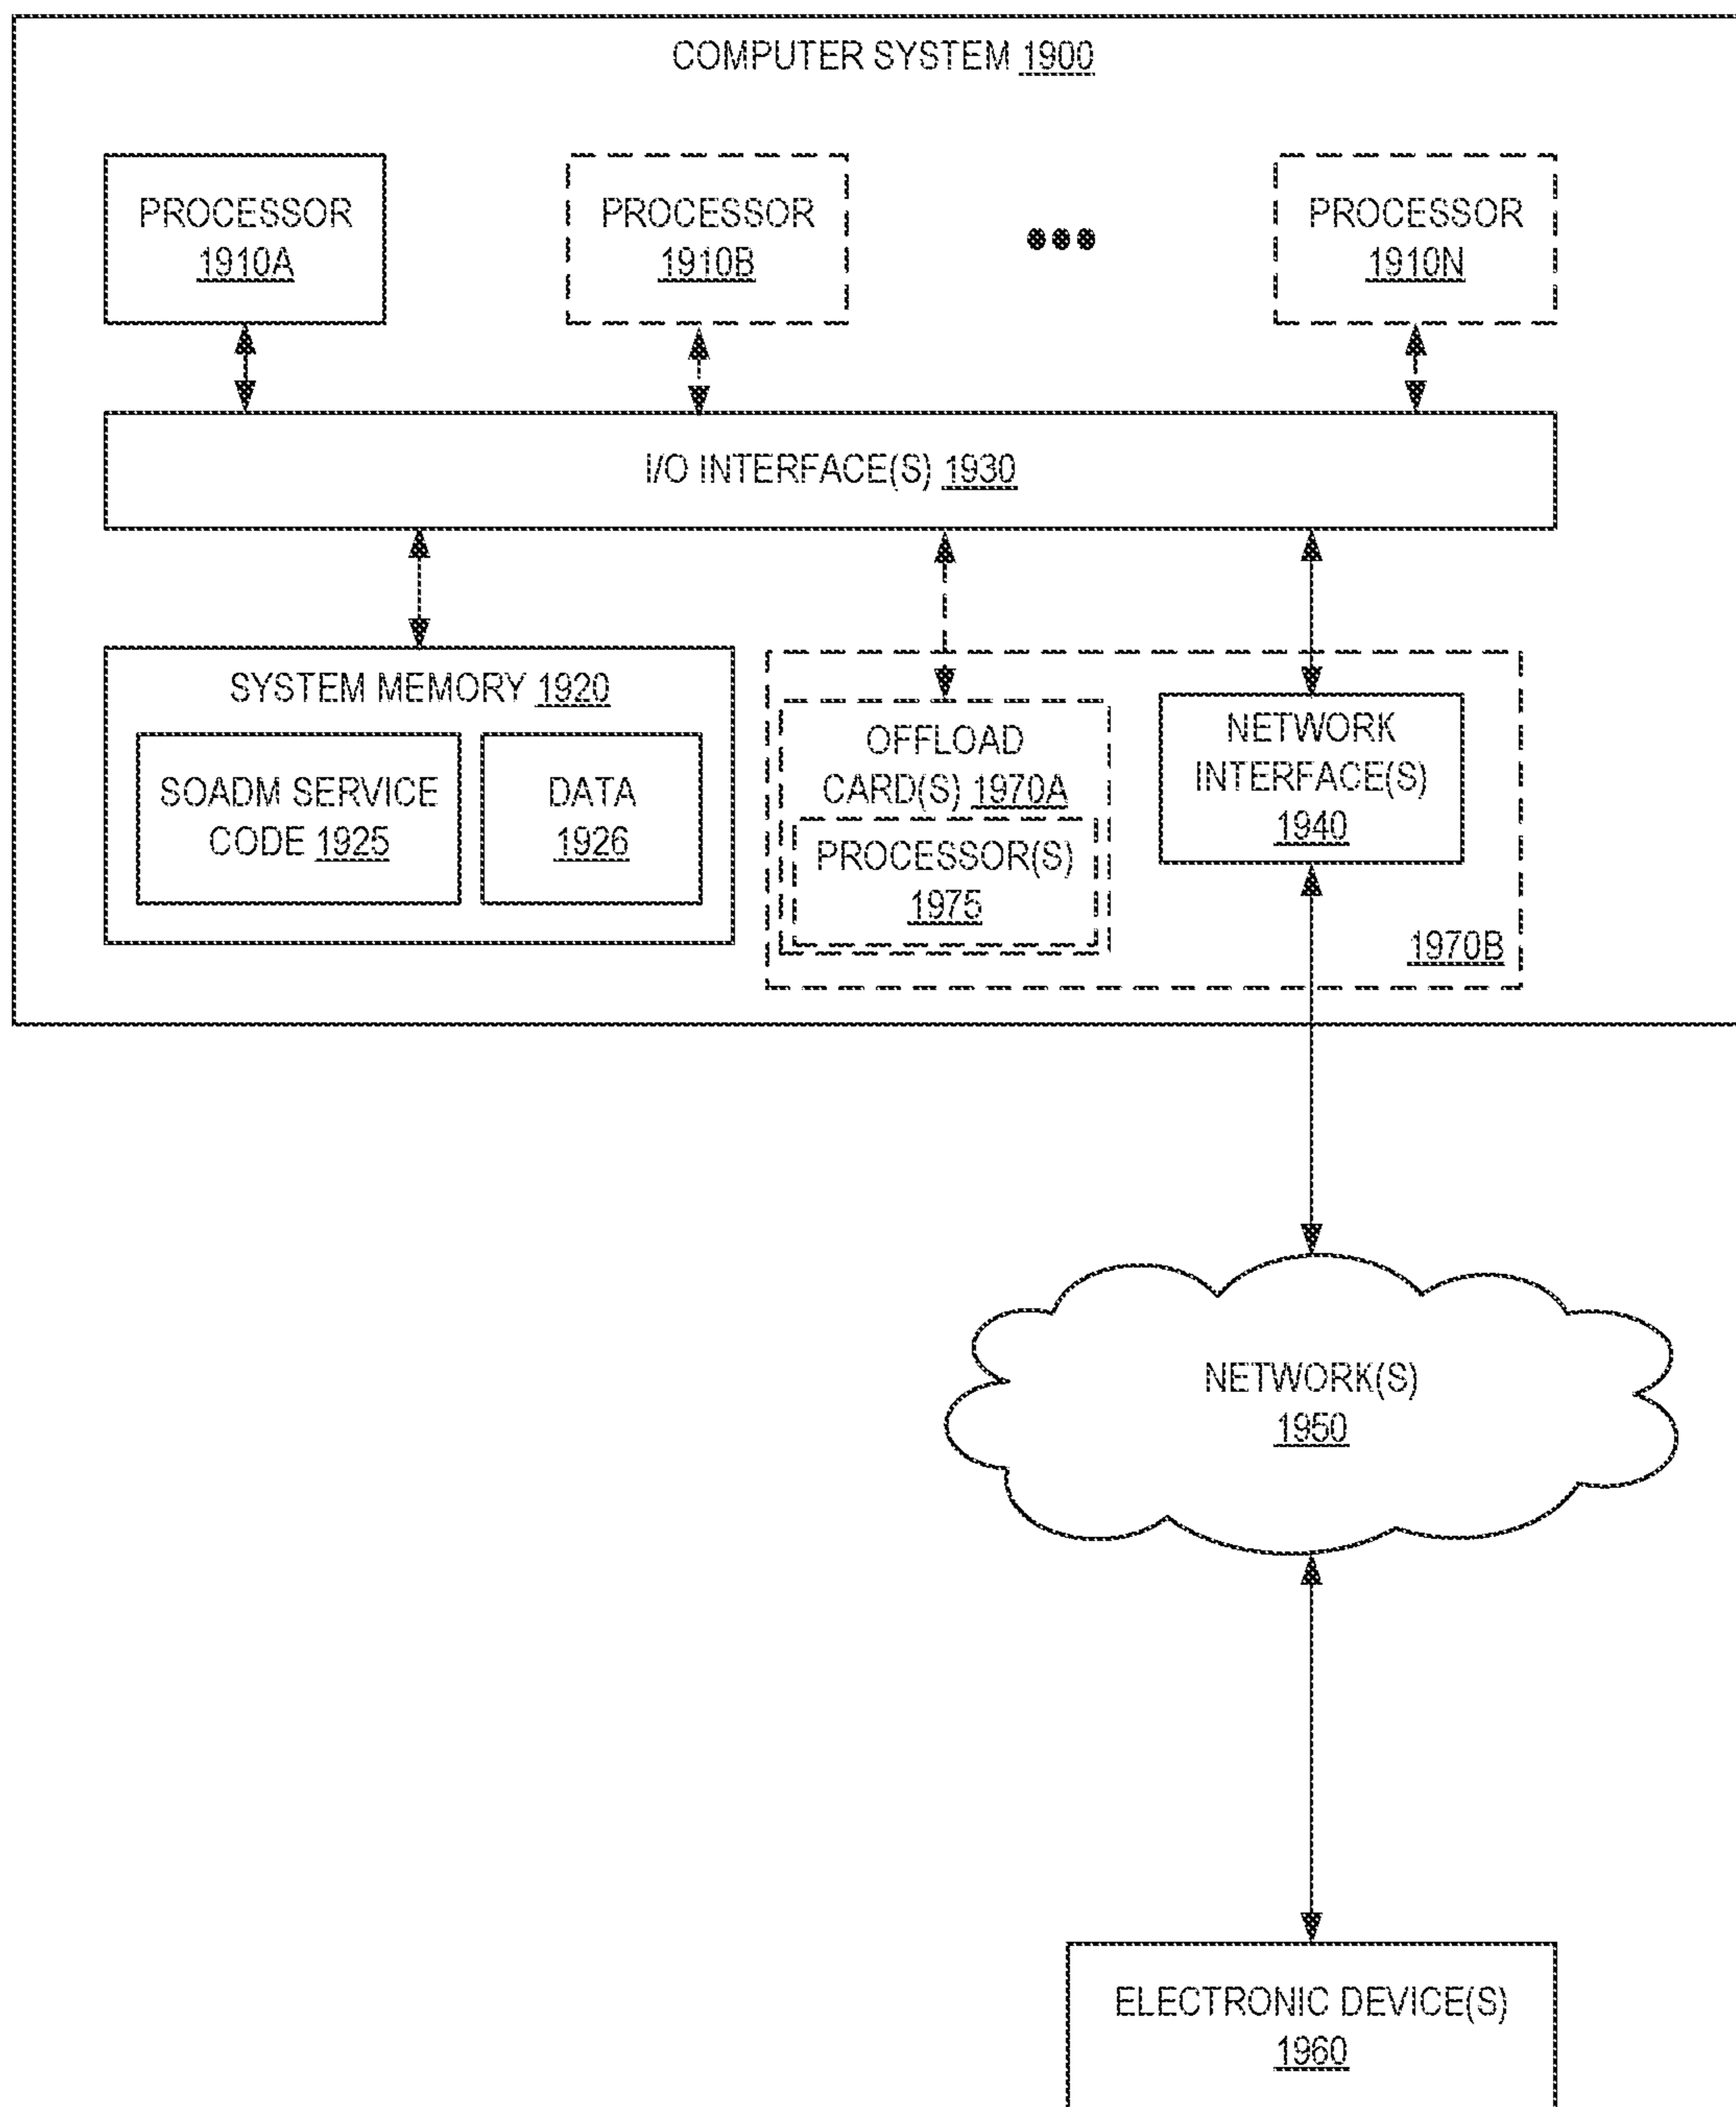 COMPUTER SYSTEM 1900
PROCESSOR
1910A
PROCESSOR
1910B
PROCESSOR
1910N
I/O INTERFACE(S) 1930
SYSTEM MEMORY 1920
SOADM SERVICE
CODE 1925
DATA
1926
OFFLOAD
CARD(S) 1970A
PROCESSOR(S)
1975
NETWORK
INTERFACE(S)
1940
1970B
NETWORK(S)
1950
ELECTRONIC DEVICE(S)
1960